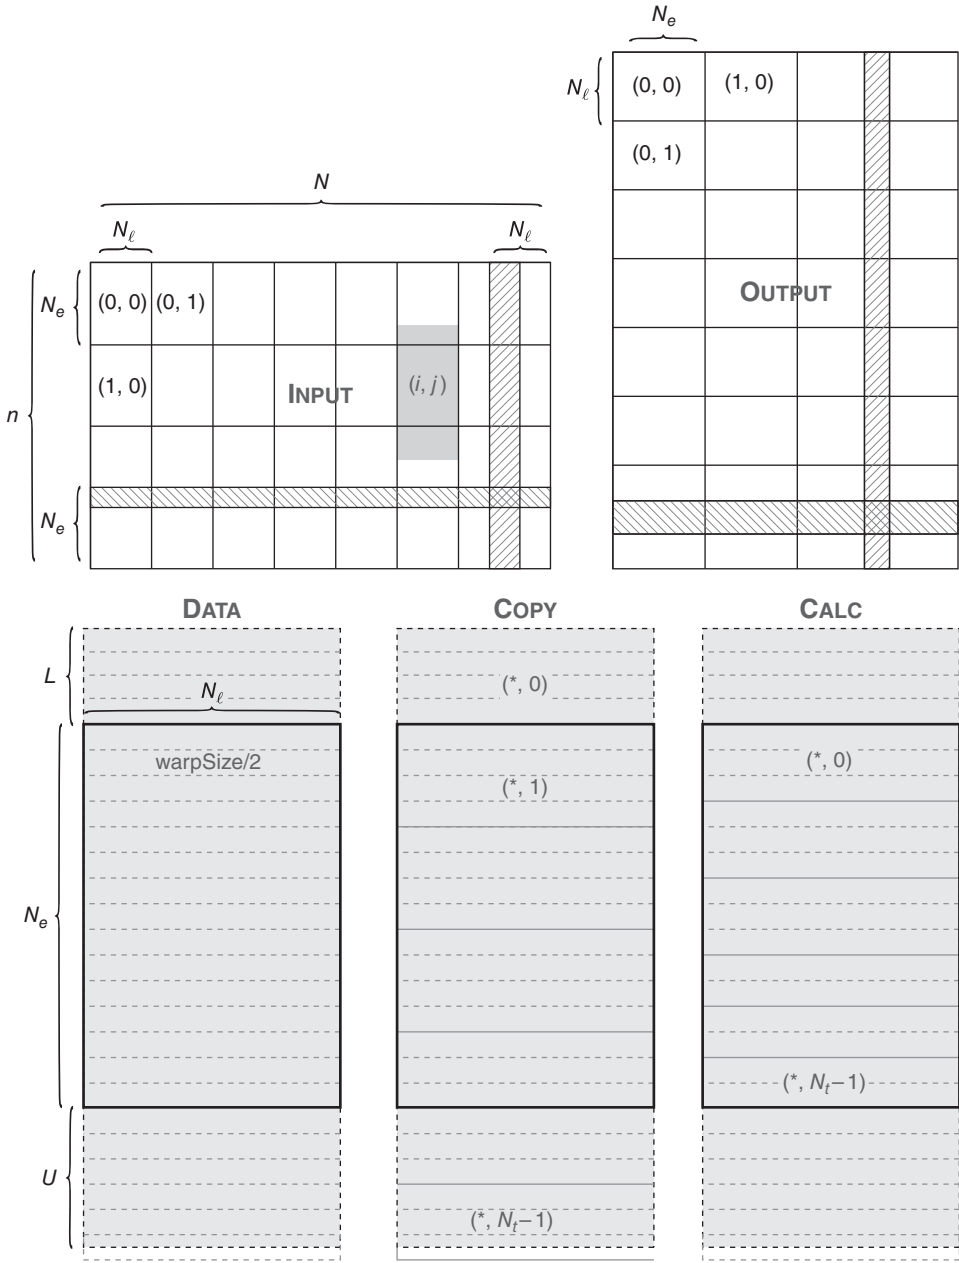 N_e
N_ℓ
(0, 0)
(1, 0)
(0, 1)
OUTPUT
N
N_ℓ
N_ℓ
n
N_e
(0, 0)
(0, 1)
(1, 0)
INPUT
(i, j)
N_e
DATA
COPY
CALC
L
N_ℓ
(*, 0)
warpSize/2
(*, 1)
(*, 0)
N_e
(*, N_t−1)
U
(*, N_t−1)